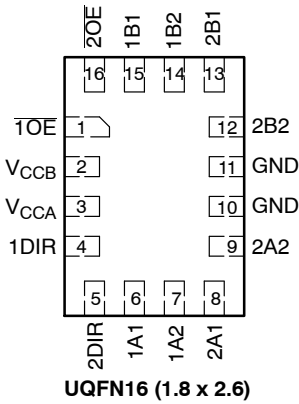 2OE 1B1 1B2 2B1
16 15 14 13
1OE 1 12 2B2
VCCB 2 11 GND
VCCA 3 10 GND
1DIR 4 9 2A2
5 6 7 8
2DIR 1A1 1A2 2A1
UQFN16 (1.8 x 2.6)